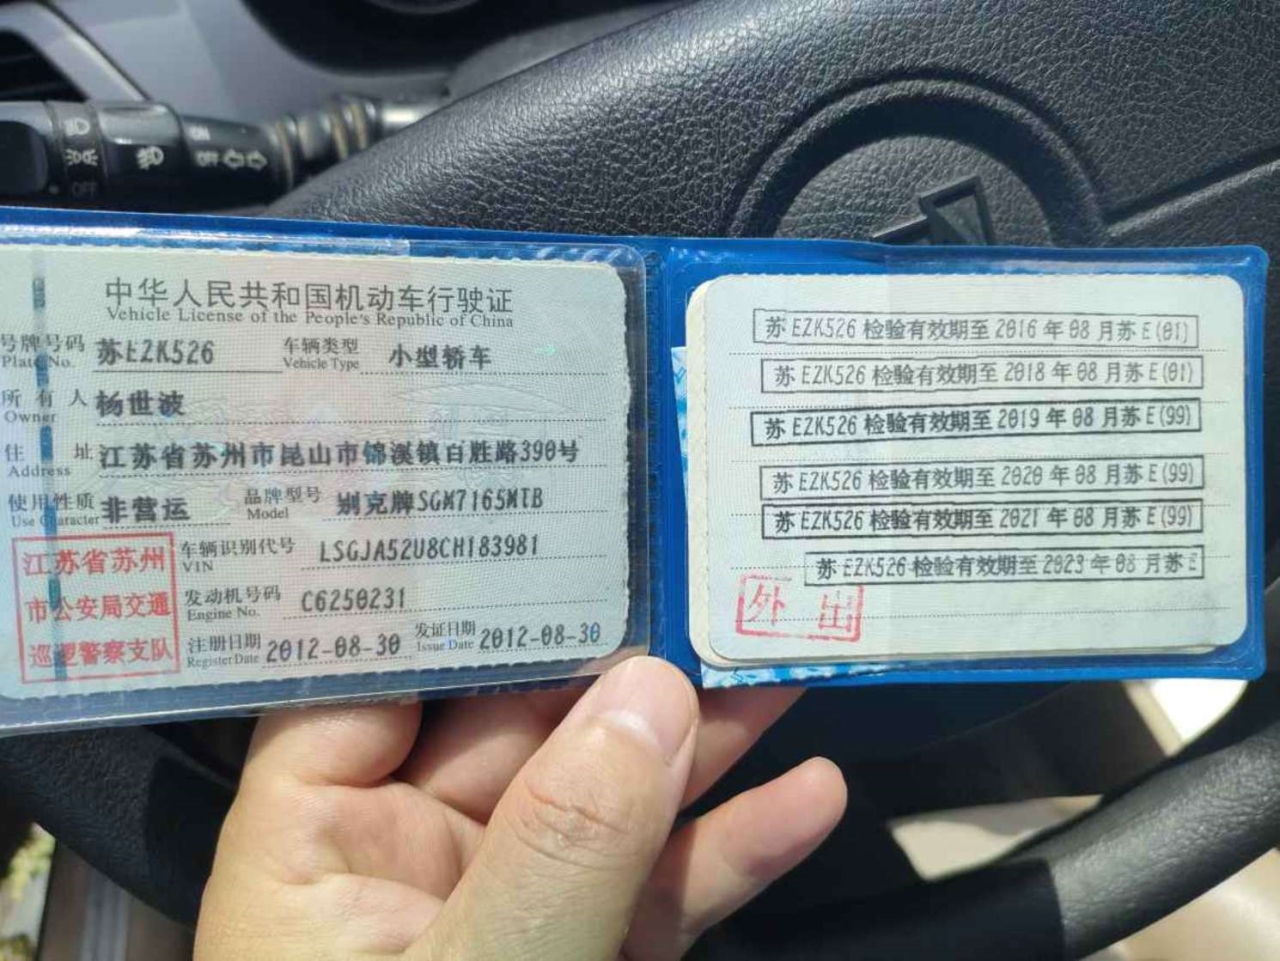 OFF
ON
OFF
中华人民共和国机动车行驶证
Vehicle License of the People's Republic of China
号牌号码 苏EZK526 车辆类型 小型轿车
Plate No. Vehicle Type
所有人 杨世波
Owner
住址 江苏省苏州市昆山市锦溪镇百胜路390号
Address
使用性质 非营运 品牌型号 别克牌SGM7165MTB
Use Character Model
江苏省苏州
市公安局交通
巡逻警察支队
车辆识别代号 LSGJA52U8CH183981
VIN
发动机号码 C6250231
Engine No.
注册日期 2012-08-30 发证日期 2012-08-30
Register Date Issue Date
苏EZK526 检验有效期至 2016年08月苏E(01)
苏EZK526 检验有效期至 2018年08月苏E(01)
苏EZK526 检验有效期至 2019年08月苏E(99)
苏EZK526 检验有效期至 2020年08月苏E(99)
苏EZK526 检验有效期至 2021年08月苏E(99)
苏EZK526 检验有效期至 2023年08月苏E
外出